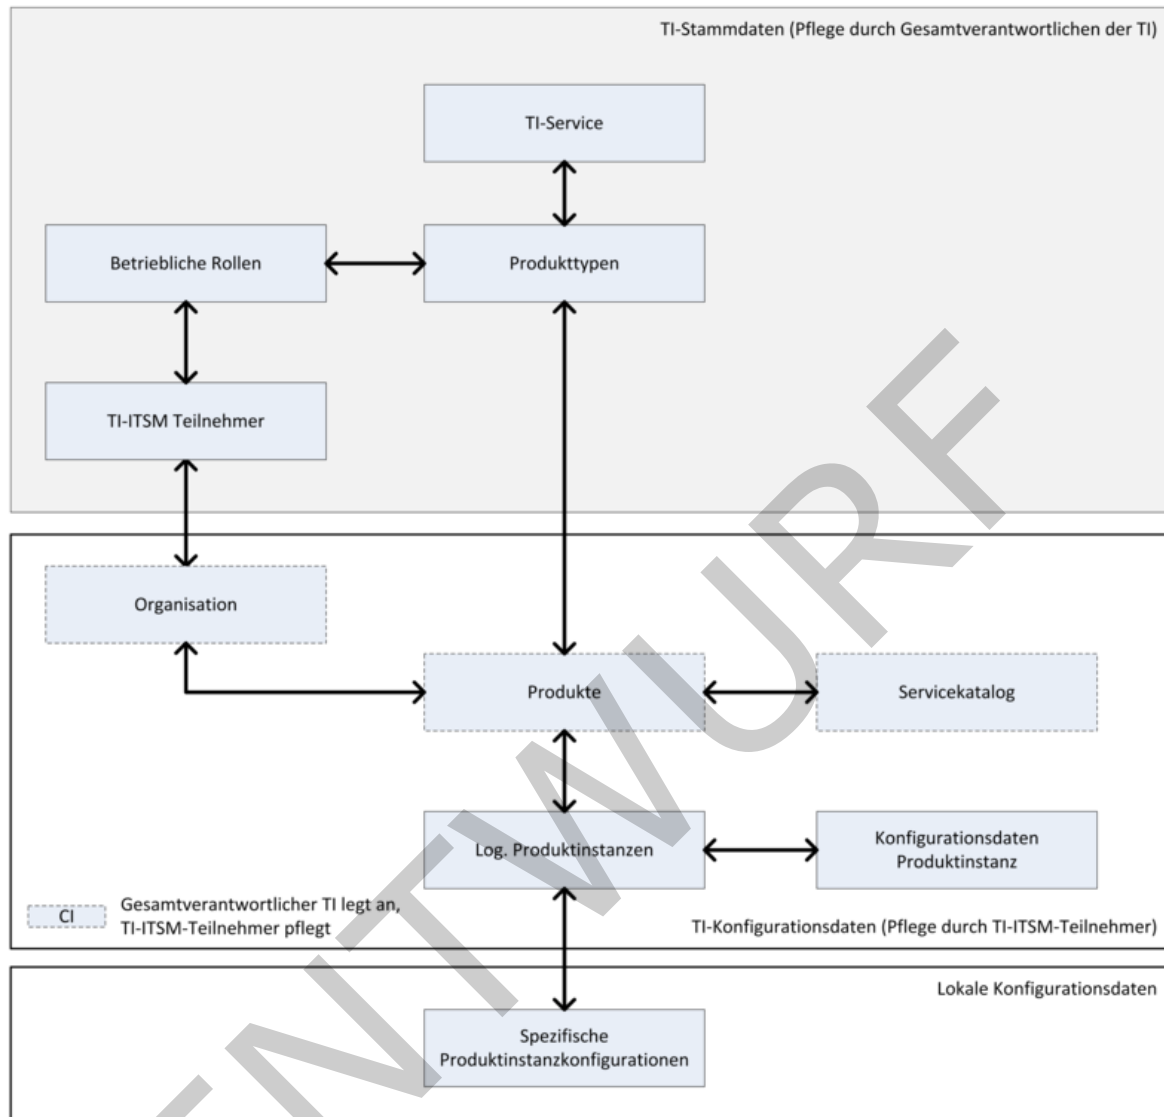 TI-Stammdaten (Pflege durch Gesamtverantwortlichen der TI)
TI-Service
Betriebliche Rollen
Produkttypen
TI-ITSM Teilnehmer
Organisation
Produkte
Servicekatalog
Log. Produktinstanzen
Konfigurationsdaten
Produktinstanz
CI
Gesamtverantwortlicher TI legt an,
TI-ITSM-Teilnehmer pflegt
TI-Konfigurationsdaten (Pflege durch TI-ITSM-Teilnehmer)
Lokale Konfigurationsdaten
Spezifische
Produktinstanzkonfigurationen
ENTWURF